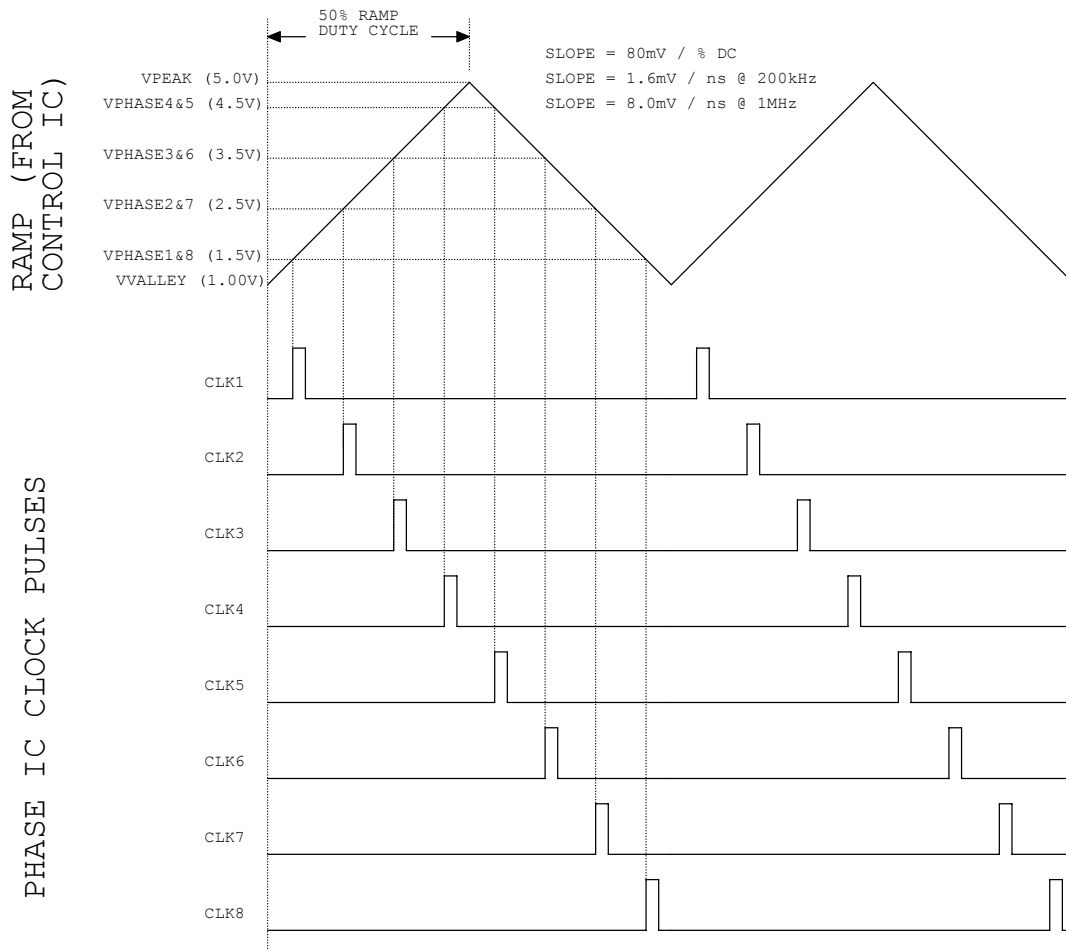 50% RAMP
DUTY CYCLE
SLOPE = 80mV / % DC
SLOPE = 1.6mV / ns @ 200kHz
SLOPE = 8.0mV / ns @ 1MHz
RAMP (FROM
CONTROL IC)
VPEAK (5.0V)
VPHASE4&5 (4.5V)
VPHASE3&6 (3.5V)
VPHASE2&7 (2.5V)
VPHASE1&8 (1.5V)
VVALLEY (1.00V)
PHASE IC CLOCK PULSES
CLK1
CLK2
CLK3
CLK4
CLK5
CLK6
CLK7
CLK8